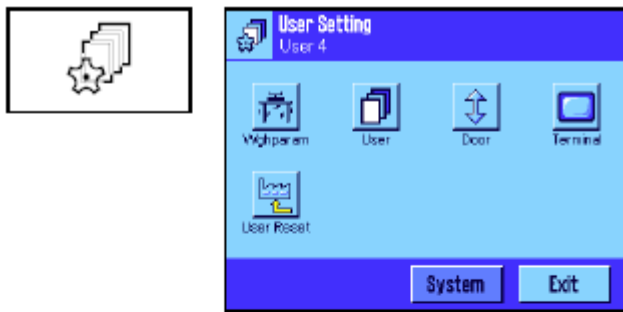 User Setting
User 4
Wghparam
User
Door
Terminal
User Reset
System
Exit